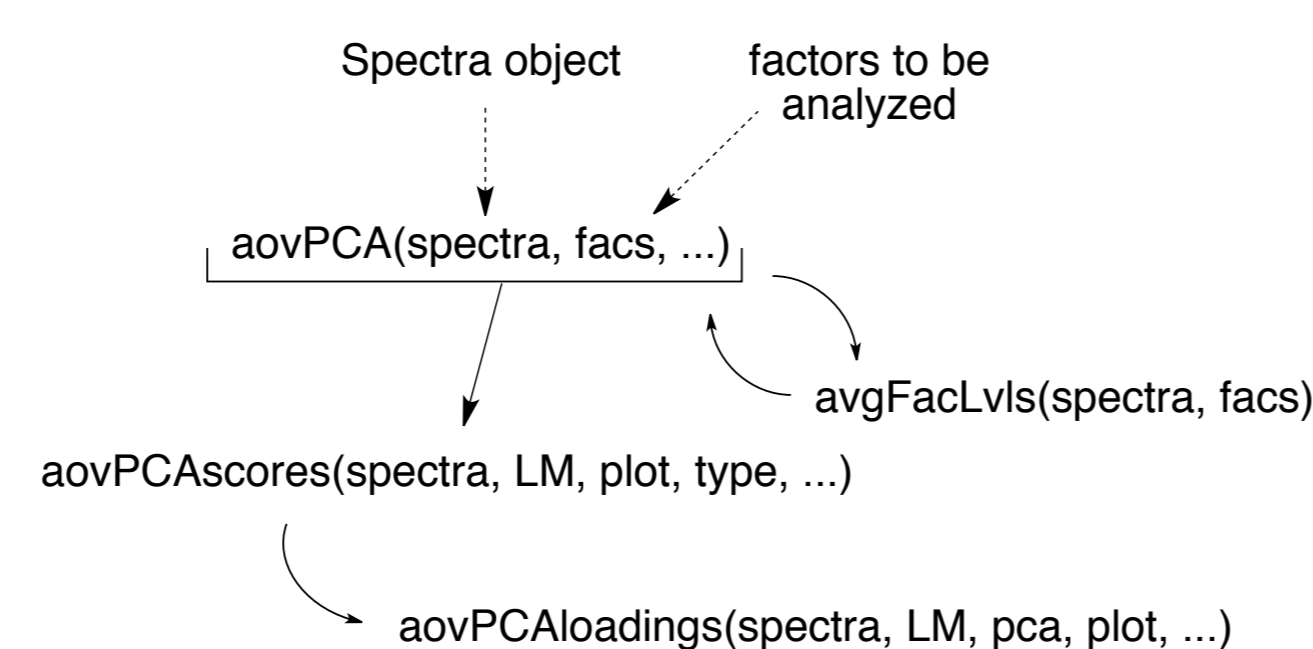 Spectra object
factors to be
analyzed
aovPCA(spectra, facs, ...)
avgFacLvls(spectra, facs)
aovPCAscores(spectra, LM, plot, type, ...)
aovPCAloadings(spectra, LM, pca, plot, ...)